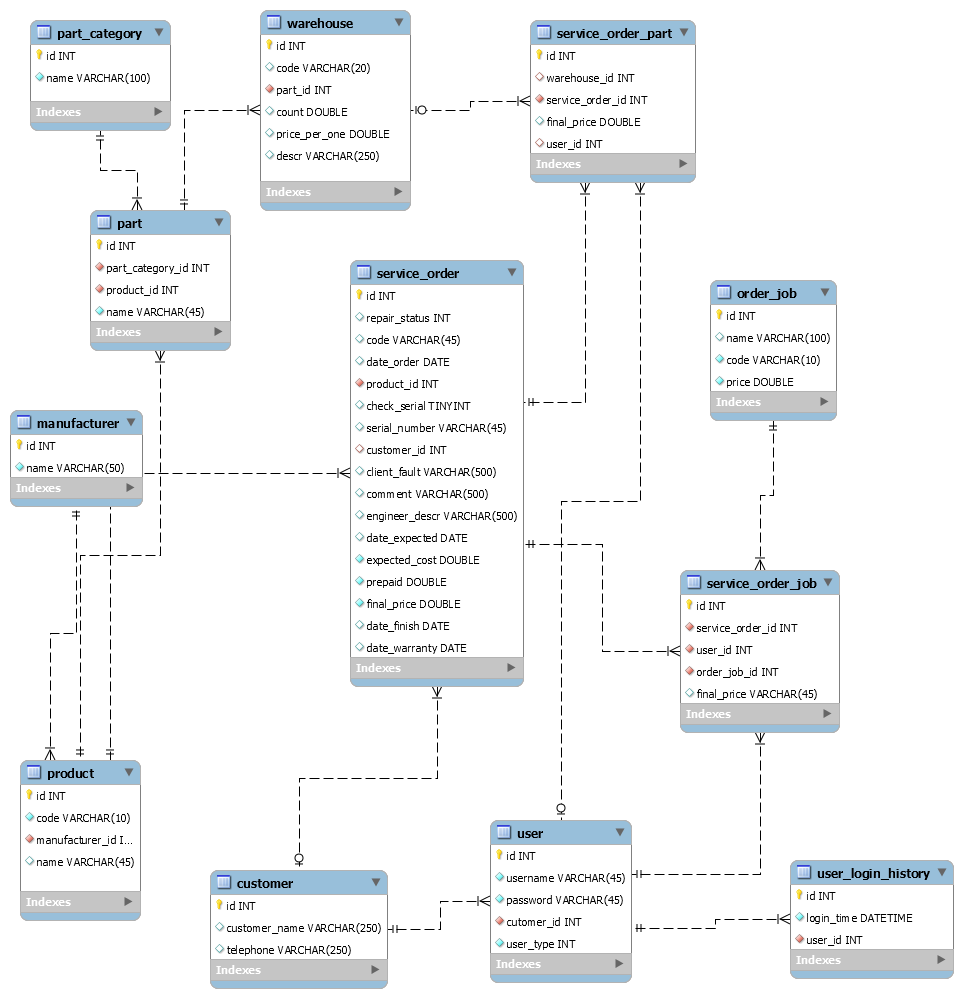 part_category
id INT
name VARCHAR(100)
Indexes
warehouse
id INT
code VARCHAR(20)
part_id INT
count DOUBLE
price_per_one DOUBLE
descr VARCHAR(250)
Indexes
service_order_part
id INT
warehouse_id INT
service_order_id INT
final_price DOUBLE
user_id INT
Indexes
part
id INT
part_category_id INT
product_id INT
name VARCHAR(45)
Indexes
service_order
id INT
repair_status INT
code VARCHAR(45)
date_order DATE
product_id INT
check_serial TINYINT
serial_number VARCHAR(45)
customer_id INT
client_fault VARCHAR(500)
comment VARCHAR(500)
engineer_descr VARCHAR(500)
date_expected DATE
expected_cost DOUBLE
prepaid DOUBLE
final_price DOUBLE
date_finish DATE
date_warranty DATE
Indexes
order_job
id INT
name VARCHAR(100)
code VARCHAR(10)
price DOUBLE
Indexes
manufacturer
id INT
name VARCHAR(50)
Indexes
service_order_job
id INT
service_order_id INT
user_id INT
order_job_id INT
final_price VARCHAR(45)
Indexes
product
id INT
code VARCHAR(10)
manufacturer_id I...
name VARCHAR(45)
Indexes
customer
id INT
customer_name VARCHAR(250)
telephone VARCHAR(250)
Indexes
user
id INT
username VARCHAR(45)
password VARCHAR(45)
cutomer_id INT
user_type INT
Indexes
user_login_history
id INT
login_time DATETIME
user_id INT
Indexes